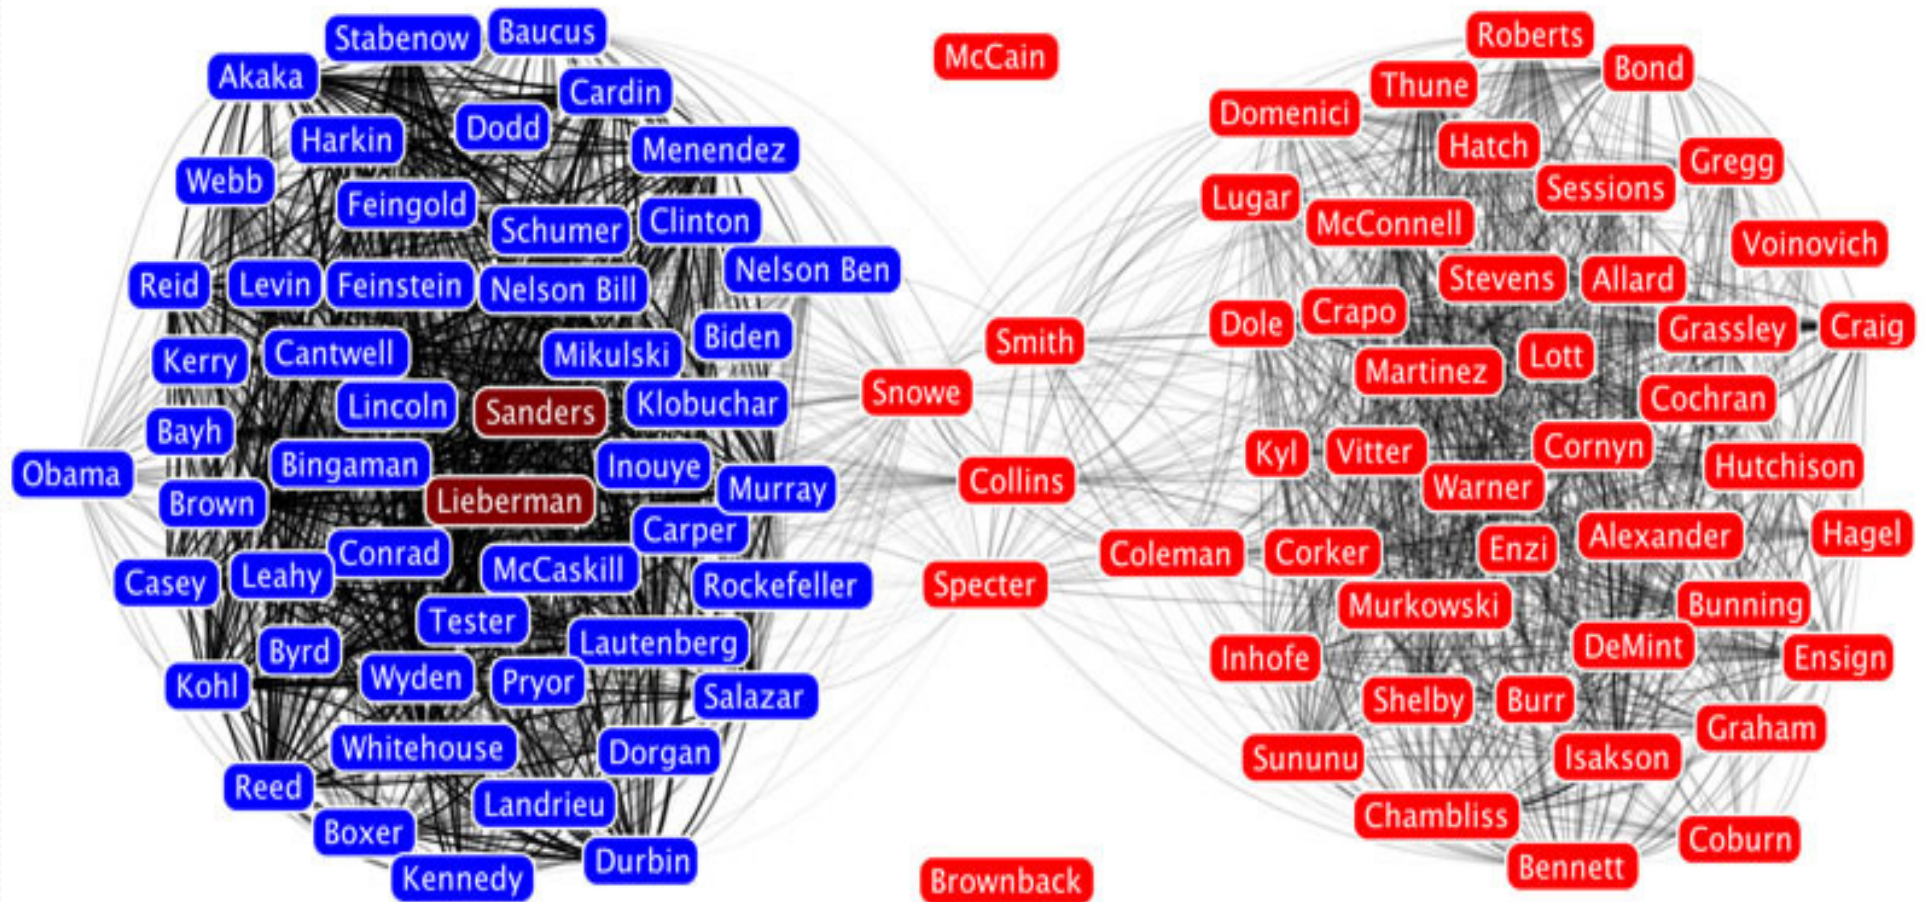 Stabenow
Baucus
McCain
Roberts
Akaka
Cardin
Thune
Bond
Dodd
Domenici
Harkin
Menendez
Hatch
Gregg
Webb
Sessions
Feingold
Lugar
Schumer
Clinton
McConnell
Voinovich
Nelson Ben
Reid
Levin
Feinstein
Nelson Bill
Stevens
Allard
Biden
Smith
Dole
Crapo
Grassley
Craig
Kerry
Cantwell
Mikulski
Lott
Martinez
Snowe
Lincoln
Sanders
Klobuchar
Cochran
Bayh
Cornyn
Kyl
Vitter
Obama
Bingaman
Inouye
Hutchison
Murray
Collins
Warner
Brown
Lieberman
Carper
Conrad
Coleman
Corker
Enzi
Alexander
Hagel
Casey
Leahy
McCaskill
Rockefeller
Specter
Murkowski
Bunning
Tester
Byrd
Lautenberg
Inhofe
DeMint
Ensign
Kohl
Wyden
Pryor
Salazar
Shelby
Burr
Graham
Whitehouse
Dorgan
Sununu
Isakson
Reed
Landrieu
Chambliss
Boxer
Coburn
Kennedy
Durbin
Brownback
Bennett